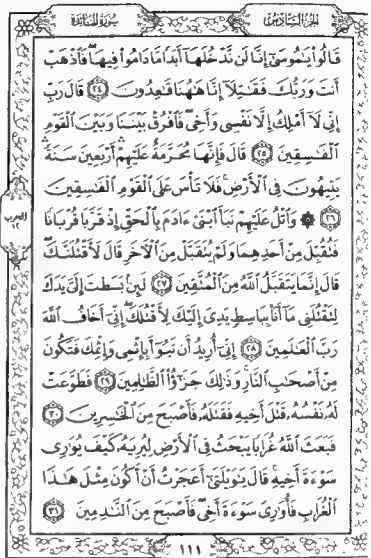 الجزء السادس
سورة المائدة
قَالُوا۟ يَـٰمُوسَىٰٓ إِنَّا لَن نَّدْخُلَهَآ أَبَدًا مَّا دَامُوا۟ فِيهَا ۖ فَٱذْهَبْ
أَنتَ وَرَبُّكَ فَقَـٰتِلَآ إِنَّا هَـٰهُنَا قَـٰعِدُونَ ٢٤ قَالَ رَبِّ
إِنِّى لَآ أَمْلِكُ إِلَّا نَفْسِى وَأَخِى ۖ فَٱفْرُقْ بَيْنَنَا وَبَيْنَ ٱلْقَوْمِ
ٱلْفَـٰسِقِينَ ٢٥ قَالَ فَإِنَّهَا مُحَرَّمَةٌ عَلَيْهِمْ ۛ أَرْبَعِينَ سَنَةً ۛ
يَتِيهُونَ فِى ٱلْأَرْضِ ۚ فَلَا تَأْسَ عَلَى ٱلْقَوْمِ ٱلْفَـٰسِقِينَ
٢٦ ۞ وَٱتْلُ عَلَيْهِمْ نَبَأَ ٱبْنَىْ ءَادَمَ بِٱلْحَقِّ إِذْ قَرَّبَا قُرْبَانًا
فَتُقُبِّلَ مِنْ أَحَدِهِمَا وَلَمْ يُتَقَبَّلْ مِنَ ٱلْـَٔاخَرِ قَالَ لَأَقْتُلَنَّكَ ۖ
قَالَ إِنَّمَا يَتَقَبَّلُ ٱللَّهُ مِنَ ٱلْمُتَّقِينَ ٢٧ لَئِنۢ بَسَطتَ إِلَىَّ يَدَكَ
لِتَقْتُلَنِى مَآ أَنَا۠ بِبَاسِطٍ يَدِىَ إِلَيْكَ لِأَقْتُلَكَ ۖ إِنِّىٓ أَخَافُ ٱللَّهَ
رَبَّ ٱلْعَـٰلَمِينَ ٢٨ إِنِّىٓ أُرِيدُ أَن تَبُوٓأَ بِإِثْمِى وَإِثْمِكَ فَتَكُونَ
مِنْ أَصْحَـٰبِ ٱلنَّارِ ۚ وَذَٰلِكَ جَزَٰٓؤُا۟ ٱلظَّـٰلِمِينَ ٢٩ فَطَوَّعَتْ
لَهُۥ نَفْسُهُۥ قَتْلَ أَخِيهِ فَقَتَلَهُۥ فَأَصْبَحَ مِنَ ٱلْخَـٰسِرِينَ ٣٠
فَبَعَثَ ٱللَّهُ غُرَابًا يَبْحَثُ فِى ٱلْأَرْضِ لِيُرِيَهُۥ كَيْفَ يُوَٰرِى
سَوْءَةَ أَخِيهِ ۚ قَالَ يَـٰوَيْلَتَىٰٓ أَعَجَزْتُ أَنْ أَكُونَ مِثْلَ هَـٰذَا
ٱلْغُرَابِ فَأُوَٰرِىَ سَوْءَةَ أَخِى ۖ فَأَصْبَحَ مِنَ ٱلنَّـٰدِمِينَ ٣١
الحزب
١٢
١١١